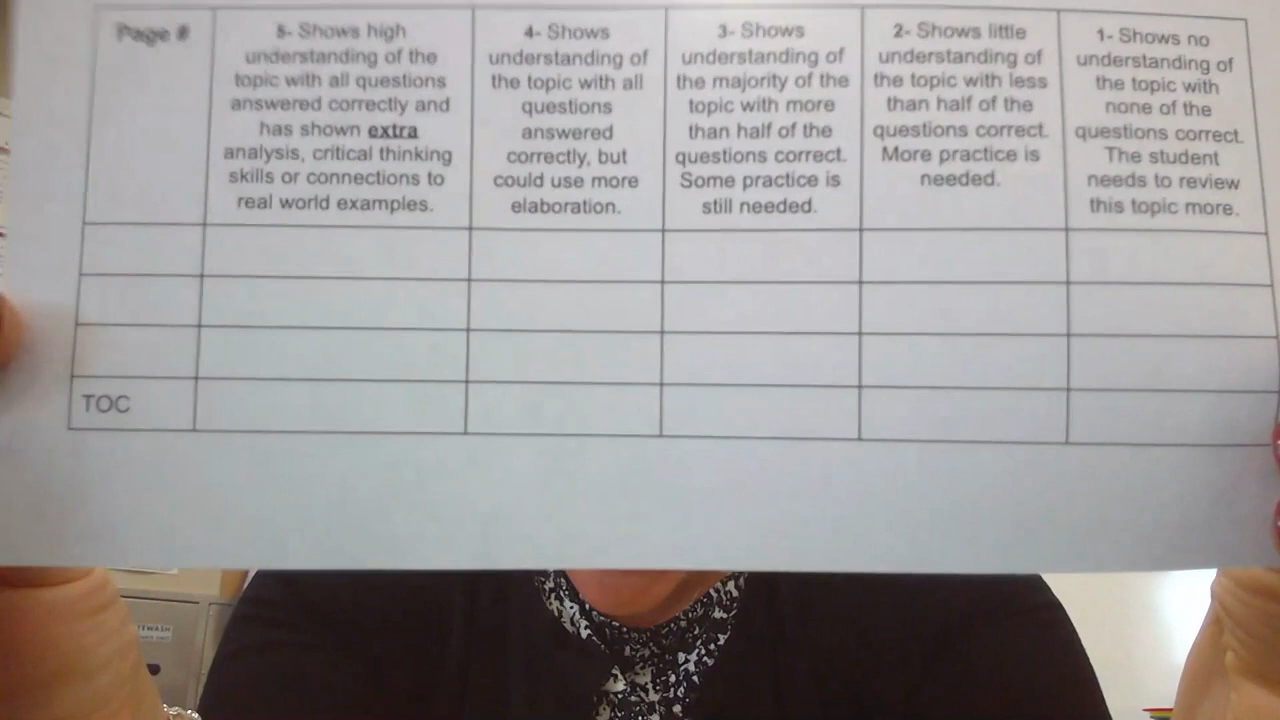 Page #
5- Shows high
understanding of the
topic with all questions
answered correctly and
has shown extra
analysis, critical thinking
skills or connections to
real world examples.
4- Shows
understanding of
the topic with all
questions
answered
correctly, but
could use more
elaboration.
3- Shows
understanding of
the majority of the
topic with more
than half of the
questions correct.
Some practice is
still needed.
2- Shows little
understanding of
the topic with less
than half of the
questions correct.
More practice is
needed.
1- Shows no
understanding of
the topic with
none of the
questions correct.
The student
needs to review
this topic more.
TOC